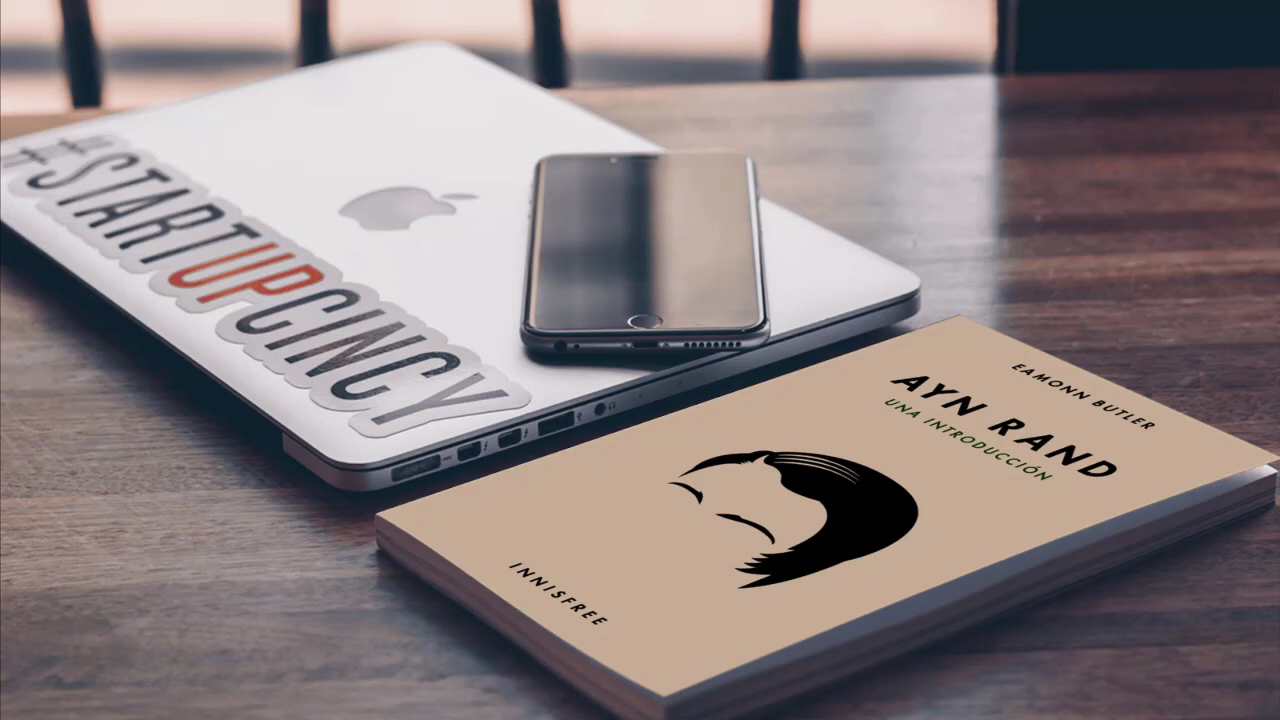 #STARTUPCINCY
EAMONN BUTLER
AYN RAND
UNA INTRODUCCIÓN
INNISFREE